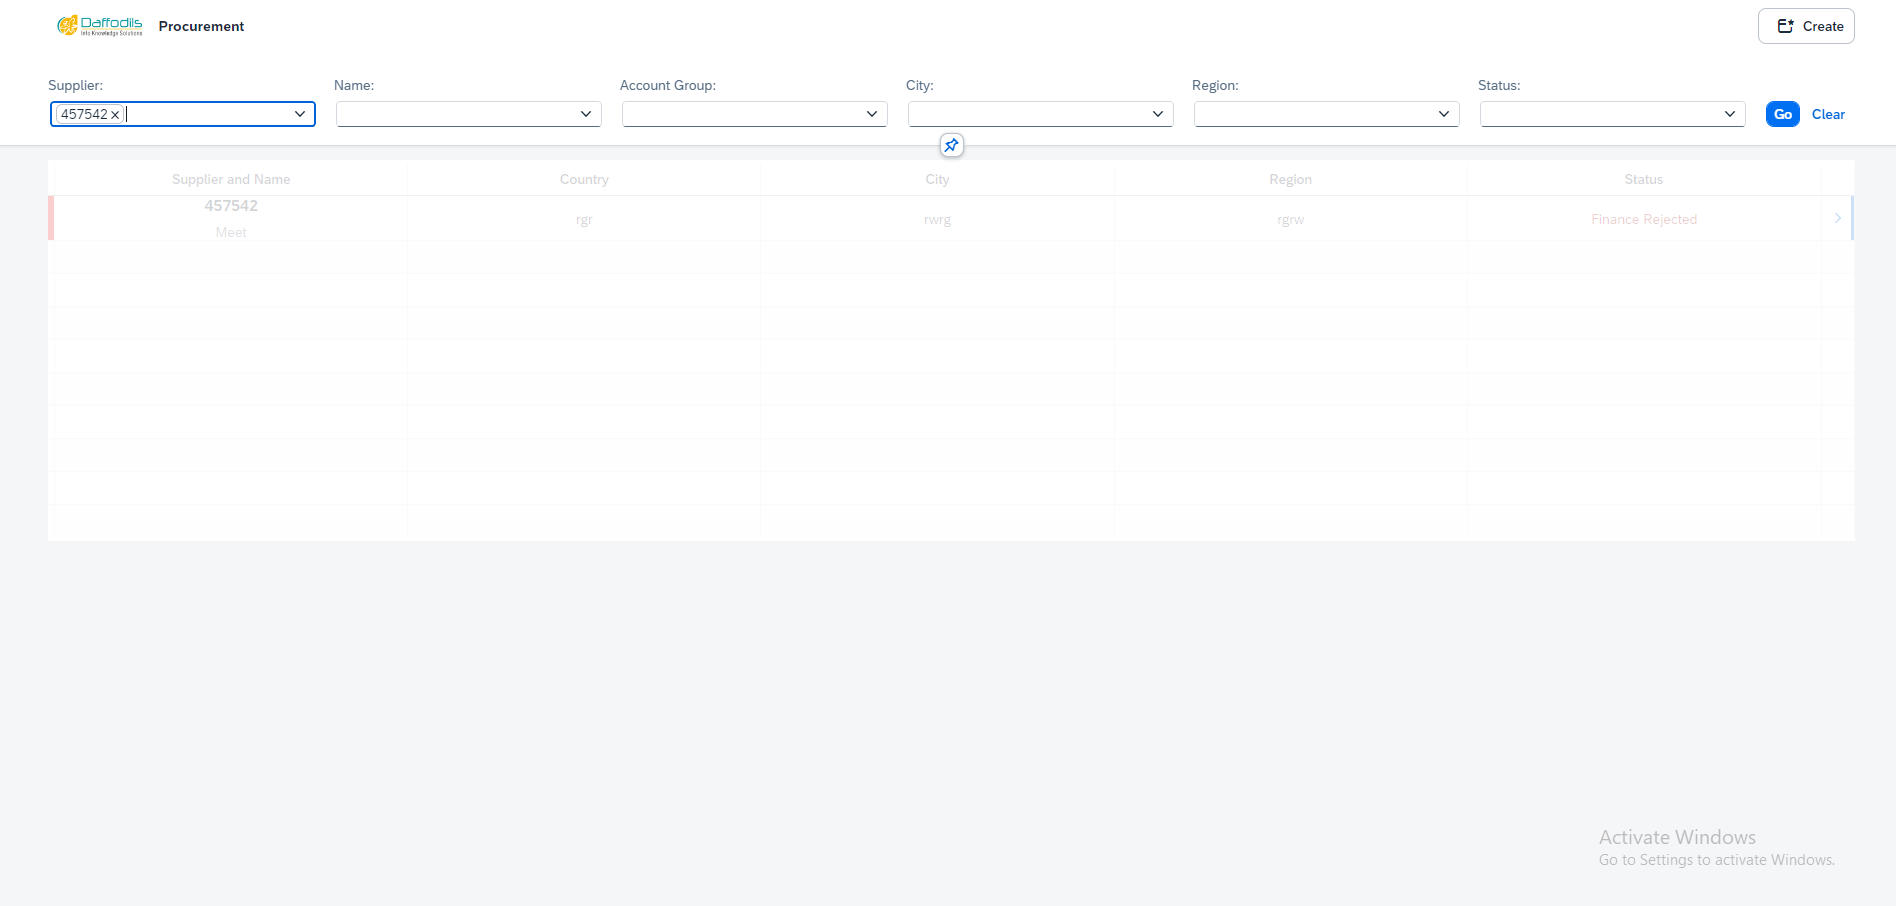 Daffodils
Info Knowledge Solutions
Procurement
Create
Supplier:
Name:
Account Group:
City:
Region:
Status:
457542
Go
Clear
Supplier and Name
Country
City
Region
Status
457542
Meet
rgr
rwrg
rgrw
Finance Rejected
Activate Windows
Go to Settings to activate Windows.